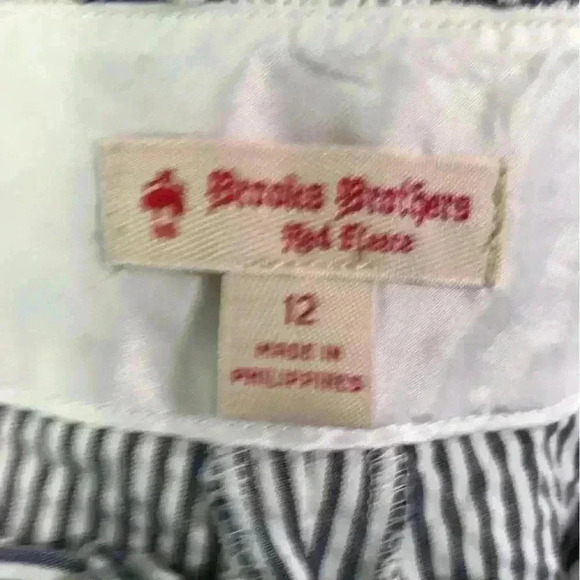 Brooks Brothers
Red Fleece
12
MADE IN
PHILIPPINES